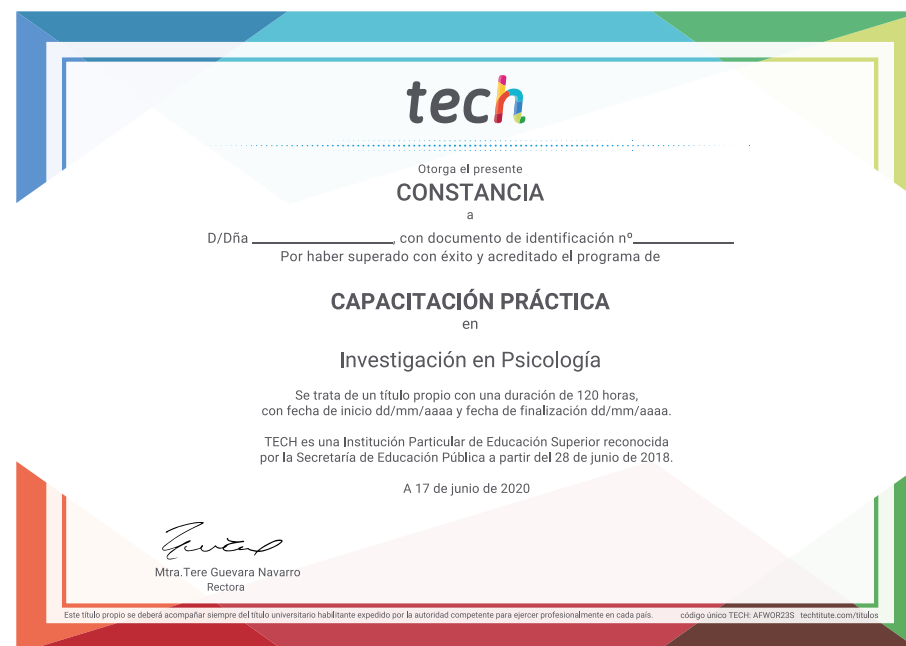 tech
Otorga el presente
CONSTANCIA
a
D/Dña ____________________, con documento de identificación nº______________
Por haber superado con éxito y acreditado el programa de
CAPACITACIÓN PRÁCTICA
en
Investigación en Psicología
Se trata de un título propio con una duración de 120 horas,
con fecha de inicio dd/mm/aaaa y fecha de finalización dd/mm/aaaa.
TECH es una Institución Particular de Educación Superior reconocida
por la Secretaría de Educación Pública a partir del 28 de junio de 2018.
A 17 de junio de 2020
Mtra.Tere Guevara Navarro
Rectora
Este título propio se deberá acompañar siempre del título universitario habilitante expedido por la autoridad competente para ejercer profesionalmente en cada país. código único TECH: AFWOR23S techtitute.com/titulos